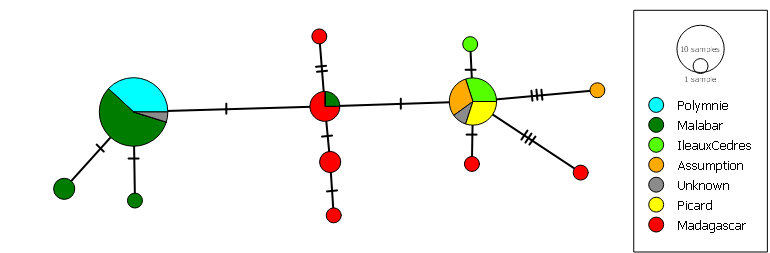 10 samples
1 sample
Polymnie
Malabar
IleauxCedres
Assumption
Unknown
Picard
Madagascar